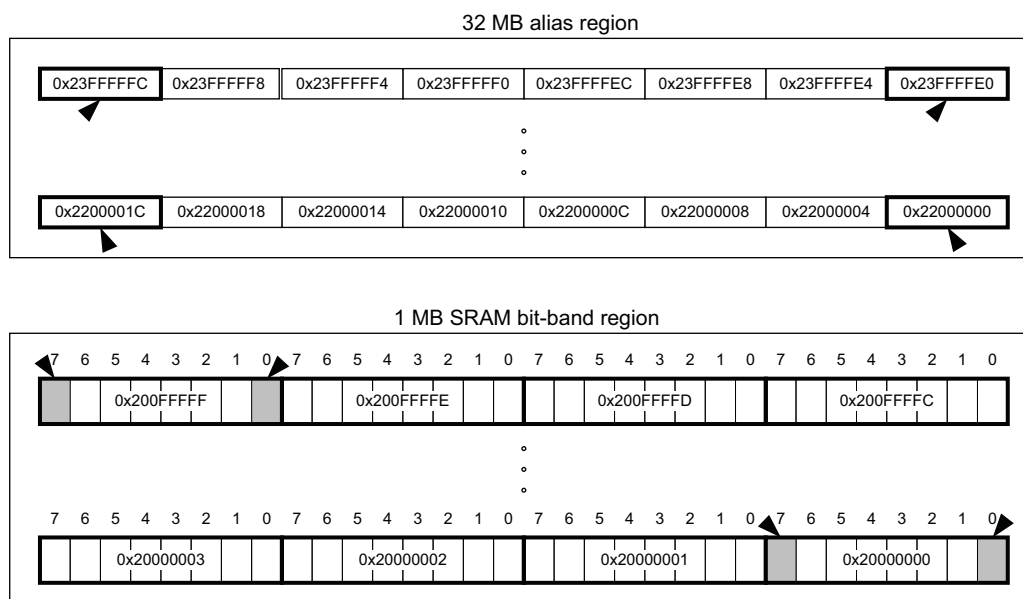 32 MB alias region
0x23FFFFFC 0x23FFFFF8 0x23FFFFF4 0x23FFFFF0 0x23FFFFEC 0x23FFFFE8 0x23FFFFE4 0x23FFFFE0
0x2200001C 0x22000018 0x22000014 0x22000010 0x2200000C 0x22000008 0x22000004 0x22000000
1 MB SRAM bit-band region
7 6 5 4 3 2 1 0 7 6 5 4 3 2 1 0 7 6 5 4 3 2 1 0 7 6 5 4 3 2 1 0
0x200FFFFF 0x200FFFFE 0x200FFFFD 0x200FFFFC
7 6 5 4 3 2 1 0 7 6 5 4 3 2 1 0 7 6 5 4 3 2 1 0 7 6 5 4 3 2 1 0
0x20000003 0x20000002 0x20000001 0x20000000